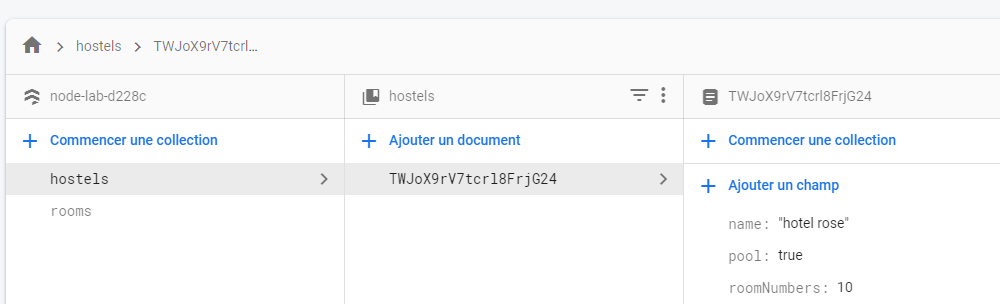 hostels > TWJoX9rV7tcrl…
node-lab-d228c
hostels
TWJoX9rV7tcrl8FrjG24
+ Commencer une collection
+ Ajouter un document
+ Commencer une collection
hostels
TWJoX9rV7tcrl8FrjG24
+ Ajouter un champ
rooms
name: "hotel rose"
pool: true
roomNumbers: 10